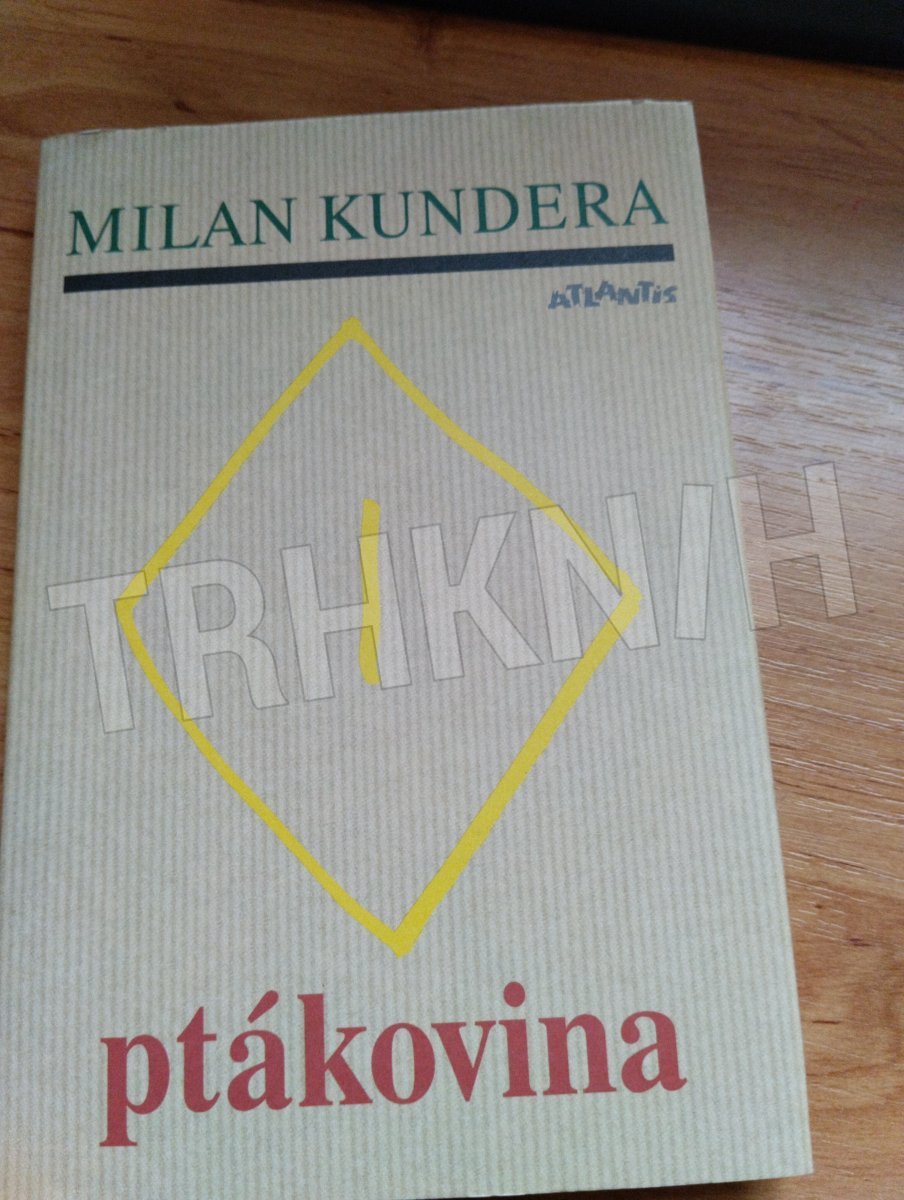 MILAN KUNDERA
ATLANTIS
TRHKNIH
ptákovina